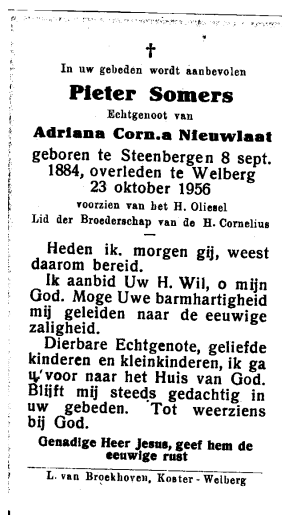 In uw gebeden wordt aanbevolen
Pieter Somers
Echtgenoot van
Adriana Corn.a Nieuwlaat
geboren te Steenbergen 8 sept.
1884, overleden te Welberg
23 oktober 1956
voorzien van het H. Oliesel
Lid der Broederschap van de H. Cornelius
Heden ik. morgen gij, weest
daarom bereid.
Ik aanbid Uw H. Wil, o mijn
God. Moge Uwe barmhartigheid
mij geleiden naar de eeuwige
zaligheid.
Dierbare Echtgenote, geliefde
kinderen en kleinkinderen, ik ga
u voor naar het Huis van God.
Blijft mij steeds gedachtig in
uw gebeden. Tot weerziens
bij God.
Genadige Heer Jesus, geef hem de
eeuwige rust
L. van Broekhoven, Koster - Welberg